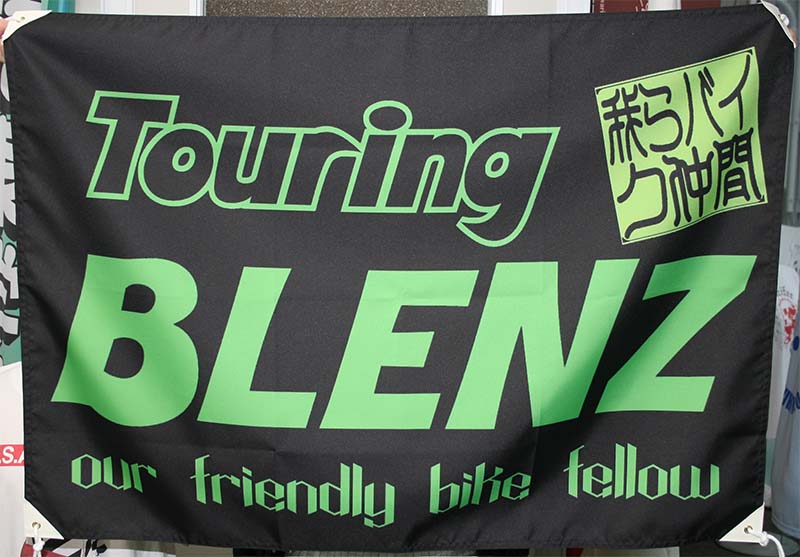 Touring
我らバイ
ク仲間
BLENZ
our friendly bike fellow